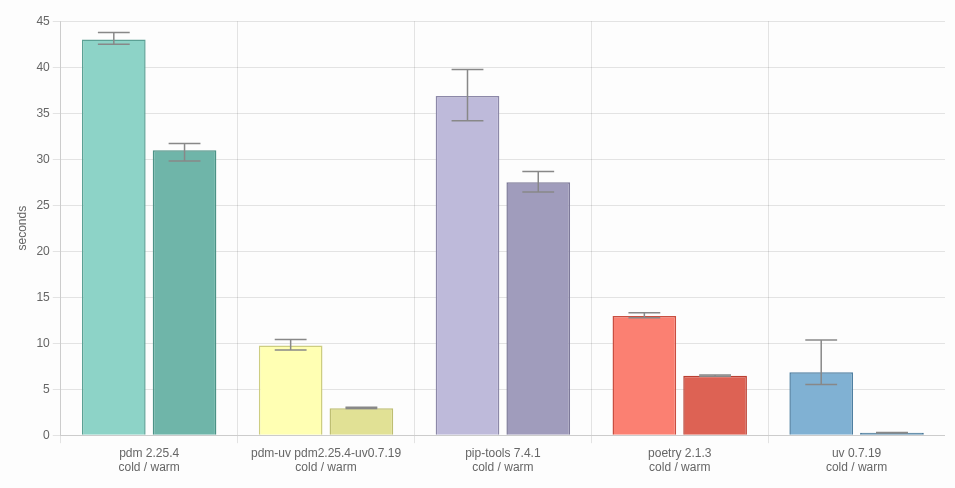 45
40
35
30
25
20
15
10
5
0
seconds
pdm 2.25.4
cold / warm
pdm-uv pdm2.25.4-uv0.7.19
cold / warm
pip-tools 7.4.1
cold / warm
poetry 2.1.3
cold / warm
uv 0.7.19
cold / warm